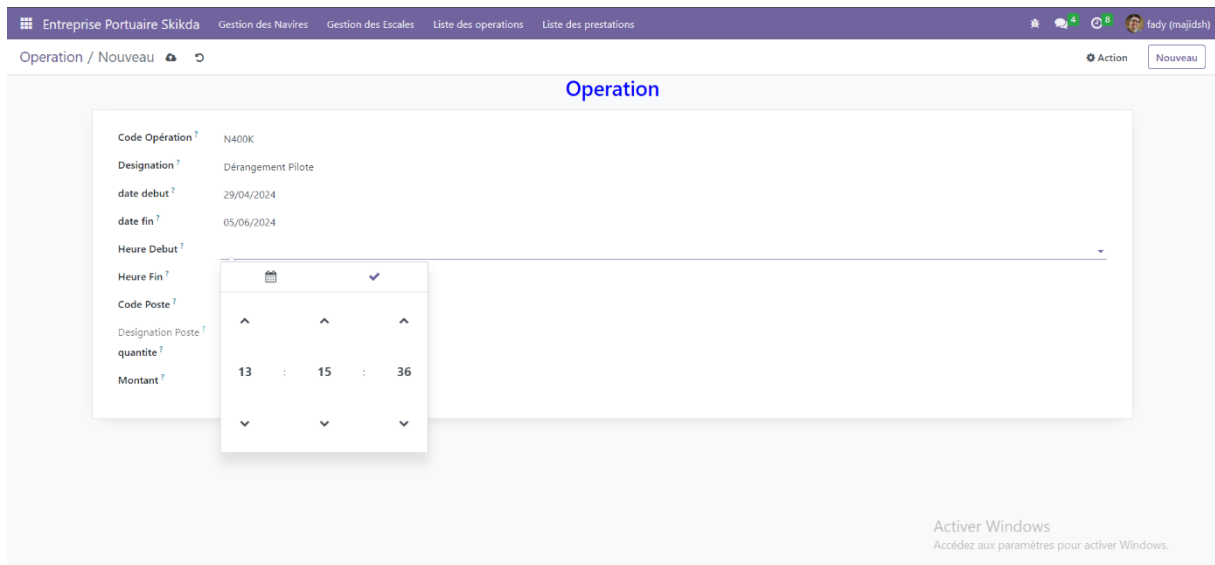 Entreprise Portuaire Skikda Gestion des Navires Gestion des Escales Liste des operations Liste des prestations 4 8 fady (majidsh)
Operation / Nouveau Action Nouveau
Operation
Code Opération ? N400K
Designation ? Dérangement Pilote
date debut ? 29/04/2024
date fin ? 05/06/2024
Heure Debut ?
Heure Fin ?
Code Poste ?
Designation Poste ?
quantite ?
13 : 15 : 36
Montant ?
Activer Windows
Accédez aux paramètres pour activer Windows.